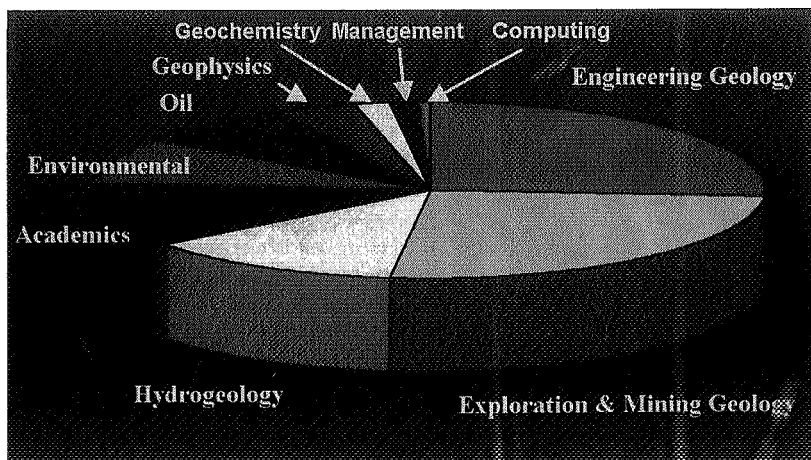 Geochemistry Management Computing
Geophysics
Engineering Geology
Oil
Environmental
Academics
Hydrogeology
Exploration & Mining Geology